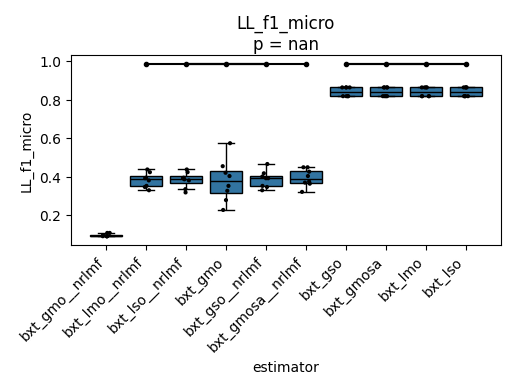 LL_f1_micro
p = nan
1.0
0.8
0.6
0.4
0.2
LL_f1_micro
bxt_gmo__nrlmf
bxt_lmo__nrlmf
bxt_lso__nrlmf
bxt_gmo
bxt_gso__nrlmf
bxt_gmosa__nrlmf
bxt_gso
bxt_gmosa
bxt_lmo
bxt_lso
estimator